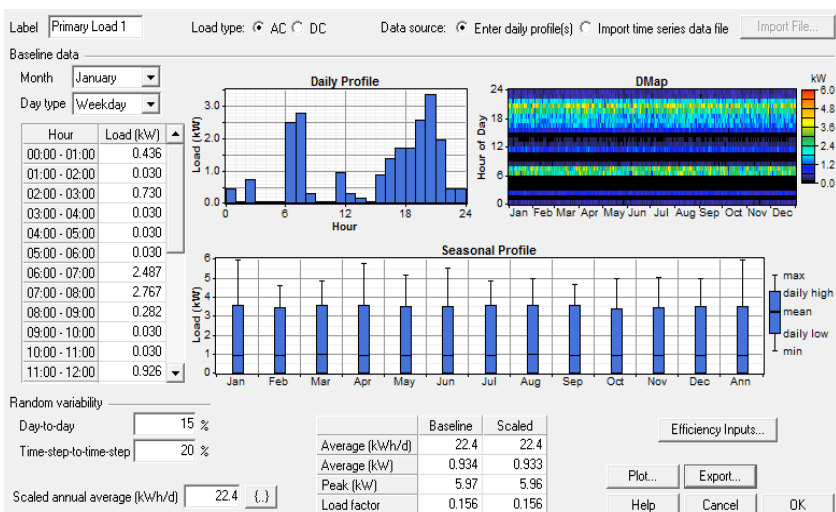 Label Primary Load 1 Load type: AC DC Data source: Enter daily profile(s) Import time series data file Import File...
Baseline data
Month January
Day type Weekday
Hour Load (kW)
00:00 - 01:00 0.436
01:00 - 02:00 0.030
02:00 - 03:00 0.730
03:00 - 04:00 0.030
04:00 - 05:00 0.030
05:00 - 06:00 0.030
06:00 - 07:00 2.487
07:00 - 08:00 2.767
08:00 - 09:00 0.282
09:00 - 10:00 0.030
10:00 - 11:00 0.030
11:00 - 12:00 0.926
Daily Profile
Load (kW)
3.0
2.0
1.0
0.0
0 6 12 18 24
Hour
DMap
Hour of Day
24
18
12
6
0
Jan Feb Mar Apr May Jun Jul Aug Sep Oct Nov Dec
kW
6.0
4.8
3.6
2.4
1.2
0.0
Seasonal Profile
Load (kW)
6
5
4
3
2
1
0
Jan Feb Mar Apr May Jun Jul Aug Sep Oct Nov Dec Ann
max
daily high
mean
daily low
min
Random variability
Day-to-day 15 %
Time-step-to-time-step 20 %
Scaled annual average (kWh/d) 22.4 {..}
Baseline Scaled
Average (kWh/d) 22.4 22.4
Average (kW) 0.934 0.933
Peak (kW) 5.97 5.96
Load factor 0.156 0.156
Efficiency Inputs...
Plot... Export...
Help Cancel OK